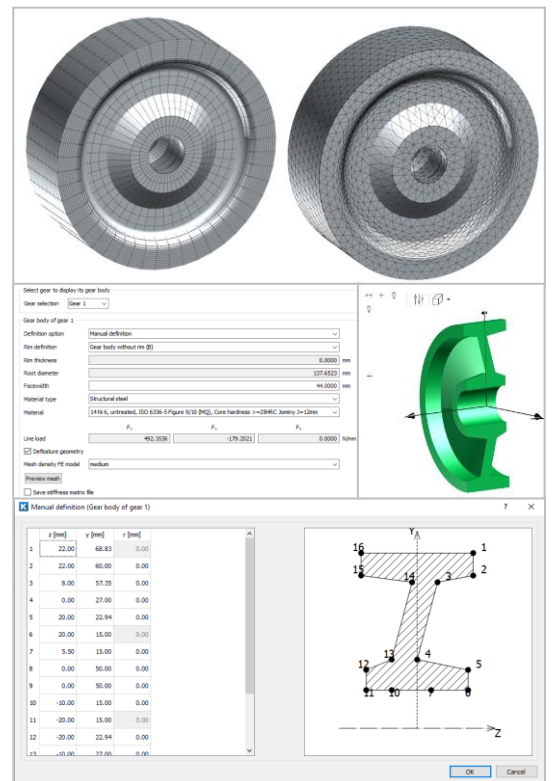 Select gear to display its gear body
Gear selection Gear 1
Gear body of gear 1
Definition option Manual definition
Rim definition Gear body without rim (B)
Rim thickness 0.0000 mm
Root diameter 137.6523 mm
Facewidth 44.0000 mm
Material type Structural steel
Material 14 Ni 6, untreated, ISO 6336-5 Figure 9/10 (MQ), Core hardness >=25HRC Jominy J=12mm
Line load 492.3536 -179.2021 0.0000 N/mm
Defeature geometry
Mesh density FE model medium
Preview mesh
Save stiffness matrix file
K Manual definition (Gear body of gear 1) ? ×
z [mm] y [mm] r [mm]
1 22.00 68.83 0.00
2 22.00 60.00 0.00
3 8.00 57.35 0.00
4 0.00 27.00 0.00
5 20.00 22.94 0.00
6 20.00 15.00 0.00
7 5.50 15.00 0.00
8 0.00 50.00 0.00
9 0.00 50.00 0.00
10 -10.00 15.00 0.00
11 -20.00 15.00 0.00
12 -20.00 22.94 0.00
13 -10.00 27.00 0.00
Y
16 1
15 14 3 2
13 4
12 5
11 10 7 6
Z
OK Cancel